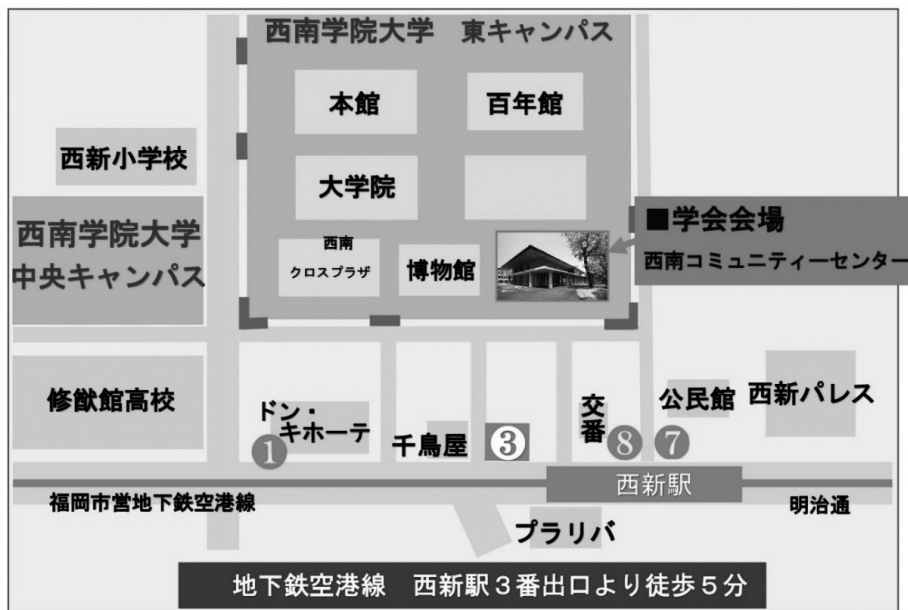 西南学院大学 東キャンパス
本館
百年館
西新小学校
大学院
西南学院大学
中央キャンパス
■学会会場
西南コミュニティーセンター
西南
クロスプラザ
博物館
修猷館高校
ドン・
キホーテ
1
千鳥屋
3
交
番
8
7
公民館
西新パレス
西新駅
福岡市営地下鉄空港線
明治通
プラリバ
地下鉄空港線 西新駅3番出口より徒歩5分